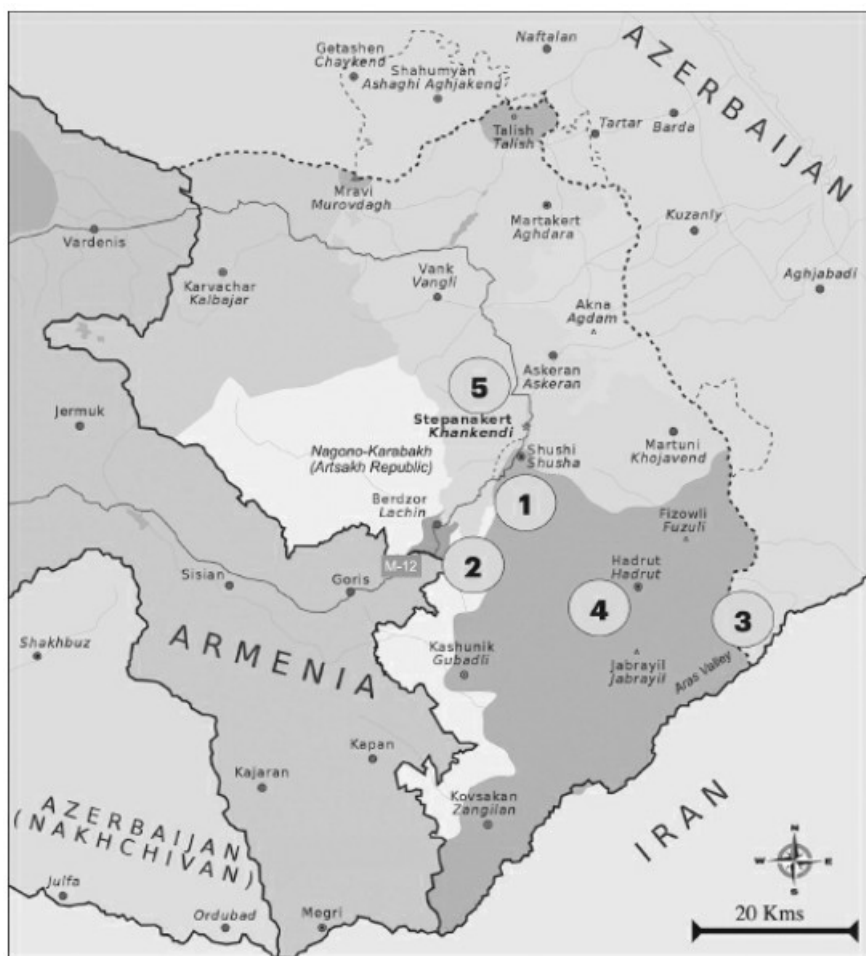 Naftalan
Getashen
Chaykend
Shahumyan
Ashaghi Aghjakend
AZERBAIJAN
Talish
Talish
Tartar
Barda
Mravi
Murovdagh
Martakert
Aghdara
Kuzanly
Vardenis
Karvachar
Kalbajar
Vank
Vangli
Aghjabadi
Akna
Agdam
Askeran
Askeran
5
Jermuk
Stepanakert
Khankendi
Martuni
Khojavend
Nagono-Karabakh
(Artsakh Republic)
Shushi
Shusha
Berdzor
Lachin
1
Fizowli
Fuzuli
M-12
2
Sisian
Goris
Hadrut
Hadrut
4
3
ARMENIA
Shakhbuz
Kashunik
Gubadli
Jabrayil
Jabrayil
Aras Valley
Kapan
Kajaran
Kovsakan
Zangilan
IRAN
AZERBAIJAN
(NAKHCHIVAN)
Julfa
Ordubad
Megri
N
W E
S
20 Kms